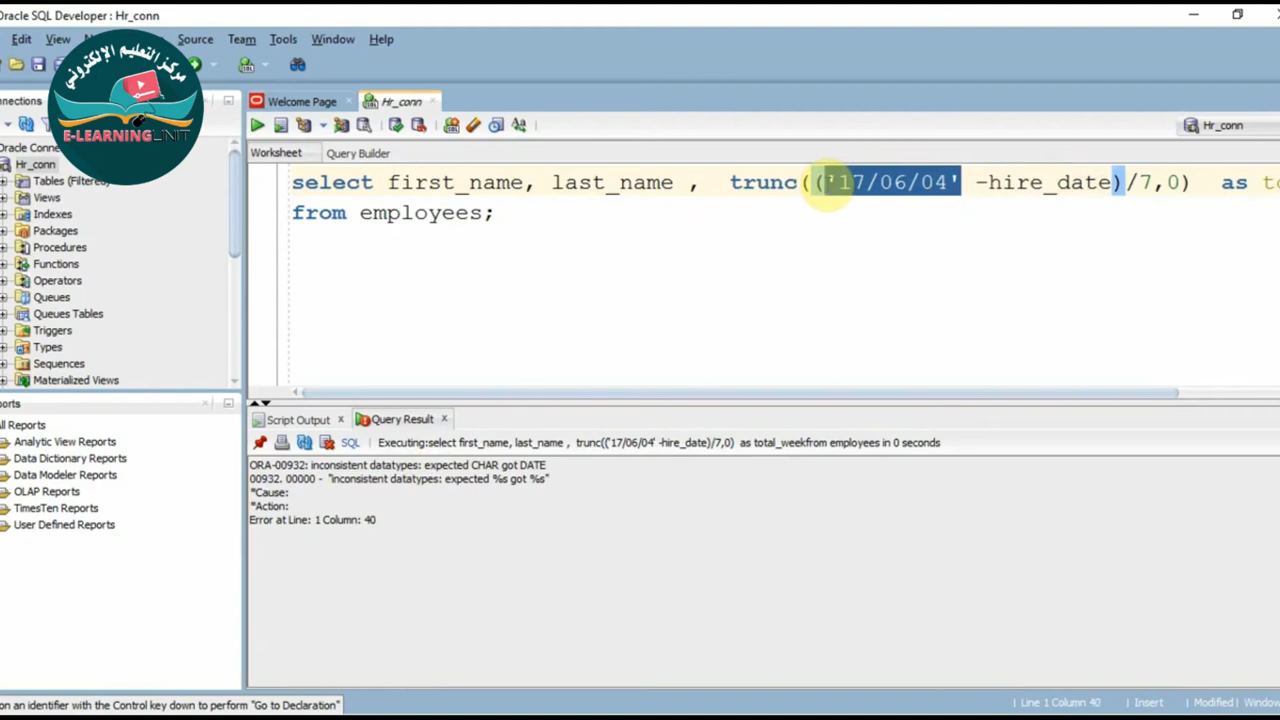 Oracle SQL Developer : Hr_conn
Edit View Source Team Tools Window Help
مركز التعليم الإلكتروني
E-LEARNING UNIT
Connections
Welcome Page
Hr_conn
Hr_conn
Worksheet Query Builder
Oracle Conne
Hr_conn
Tables (Filtered)
Views
Indexes
Packages
Procedures
Functions
Operators
Queues
Queues Tables
Triggers
Types
Sequences
Materialized Views
select first_name, last_name , trunc(('17/06/04' -hire_date)/7,0) as to
from employees;
All Reports
Analytic View Reports
Data Dictionary Reports
Data Modeler Reports
OLAP Reports
TimesTen Reports
User Defined Reports
Script Output Query Result
SQL Executing:select first_name, last_name , trunc(('17/06/04' -hire_date)/7,0) as total_weekfrom employees in 0 seconds
ORA-00932: inconsistent datatypes: expected CHAR got DATE
00932. 00000 - "inconsistent datatypes: expected %s got %s"
*Cause:
*Action:
Error at Line: 1 Column: 40
on an identifier with the Control key down to perform "Go to Declaration"
Line 1 Column 40 Insert Modified Window